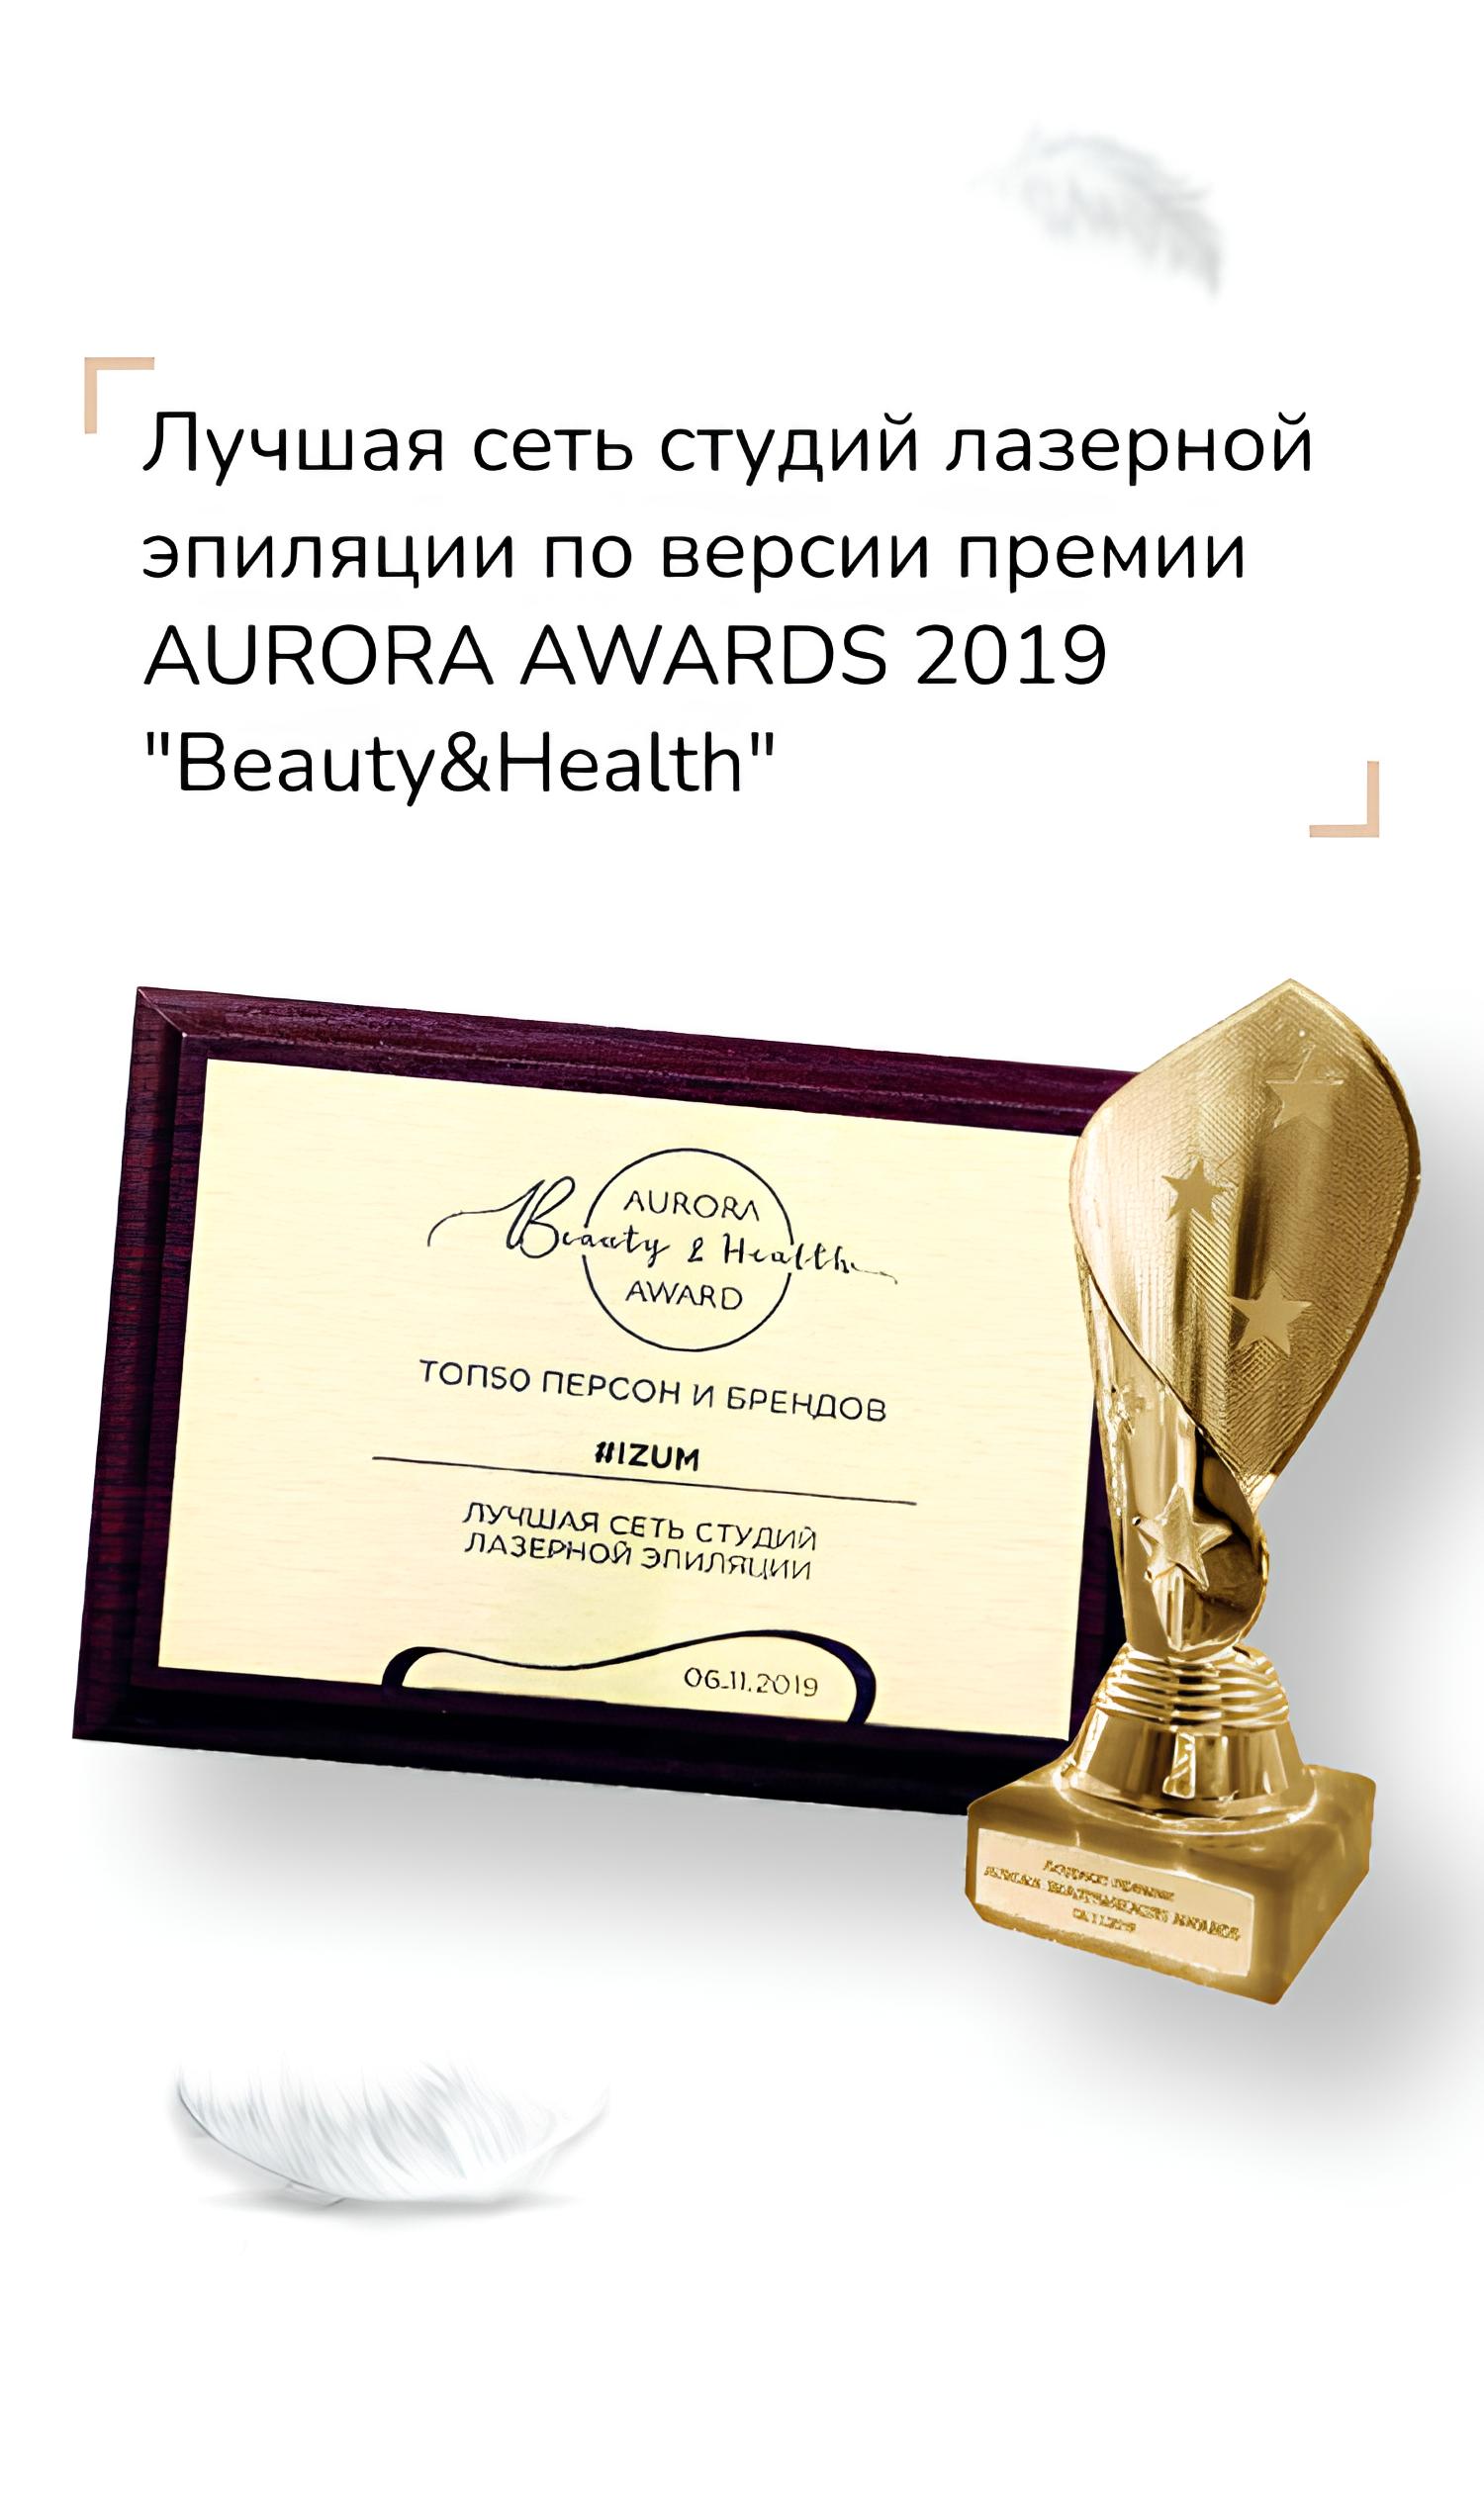 Лучшая сеть студий лазерной
эпиляции по версии премии
AURORA AWARDS 2019
"Beauty&Health"
AURORA
Beauty & Health
AWARD
ТОП50 ПЕРСОН И БРЕНДОВ
#IZUM
ЛУЧШАЯ СЕТЬ СТУДИЙ
ЛАЗЕРНОЙ ЭПИЛЯЦИИ
06.11.2019